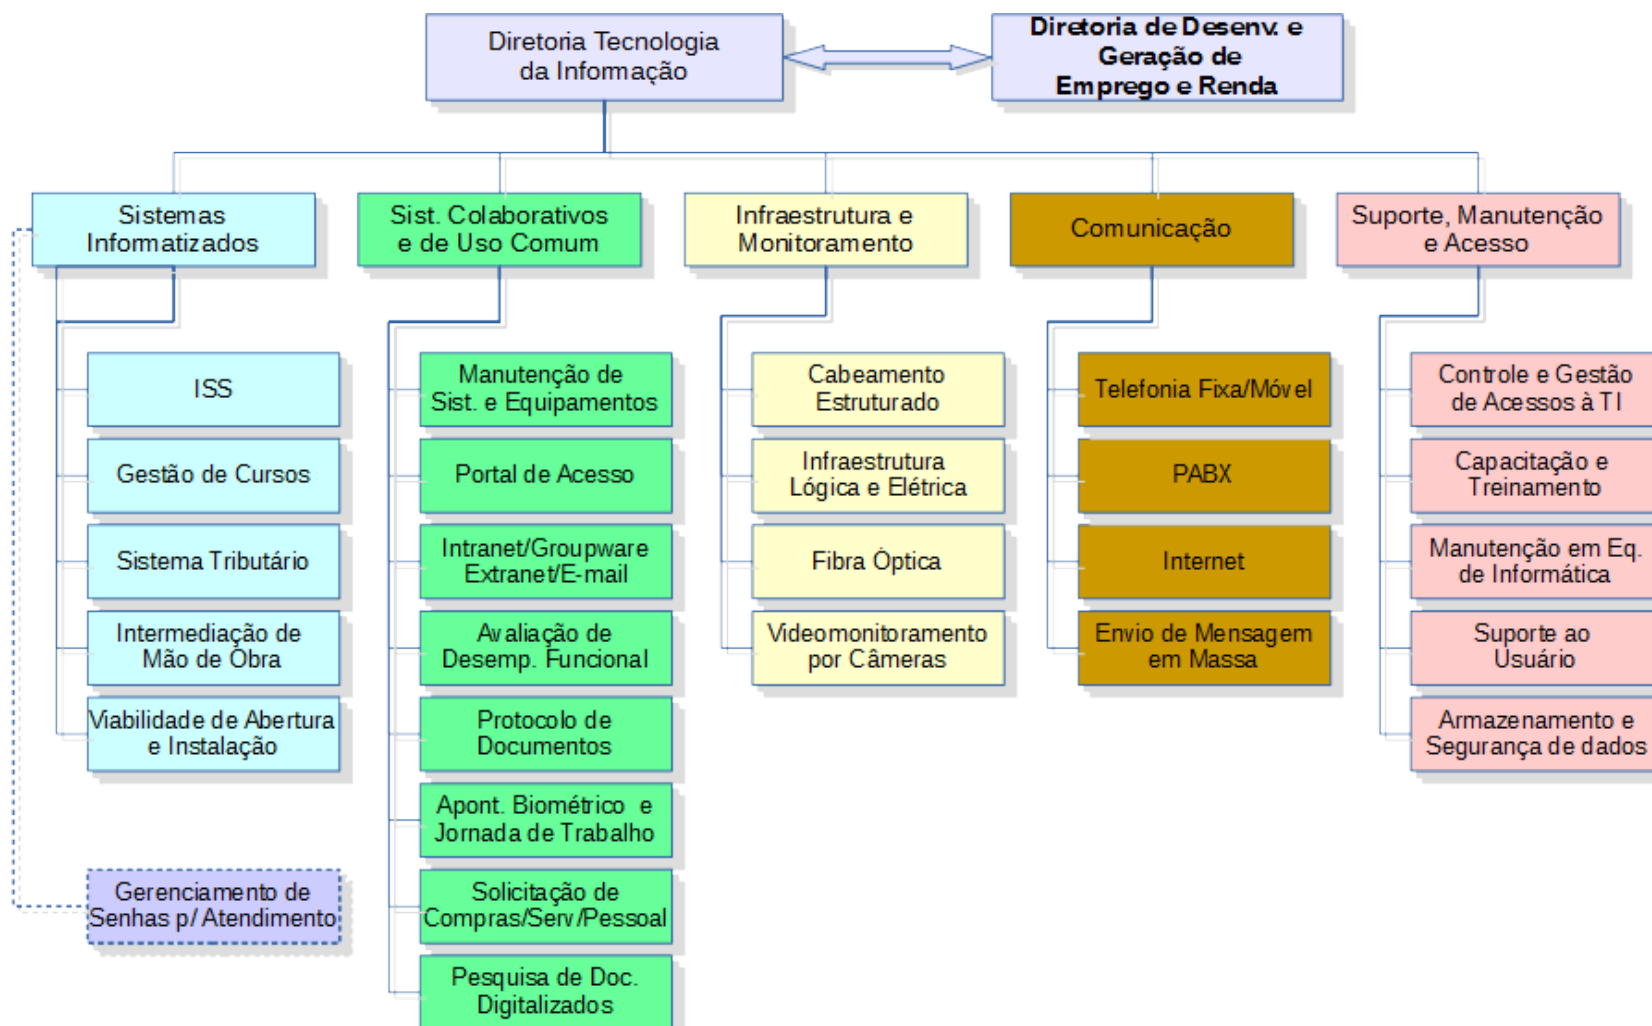 Diretoria Tecnologia
da Informação
Diretoria de Desenv. e
Geração de
Emprego e Renda
Sistemas
Informatizados
ISS
Gestão de Cursos
Sistema Tributário
Intermediação de
Mão de Obra
Viabilidade de Abertura
e Instalação
Gerenciamento de
Senhas p/ Atendimento
Sist. Colaborativos
e de Uso Comum
Manutenção de
Sist. e Equipamentos
Portal de Acesso
Intranet/Groupware
Extranet/E-mail
Avaliação de
Desemp. Funcional
Protocolo de
Documentos
Apont. Biométrico e
Jornada de Trabalho
Solicitação de
Compras/Serv/Pessoal
Pesquisa de Doc.
Digitalizados
Infraestrutura e
Monitoramento
Cabeamento
Estruturado
Infraestrutura
Lógica e Elétrica
Fibra Óptica
Videomonitoramento
por Câmeras
Comunicação
Telefonia Fixa/Móvel
PABX
Internet
Envio de Mensagem
em Massa
Suporte, Manutenção
e Acesso
Controle e Gestão
de Acessos à TI
Capacitação e
Treinamento
Manutenção em Eq.
de Informática
Suporte ao
Usuário
Armazenamento e
Segurança de dados